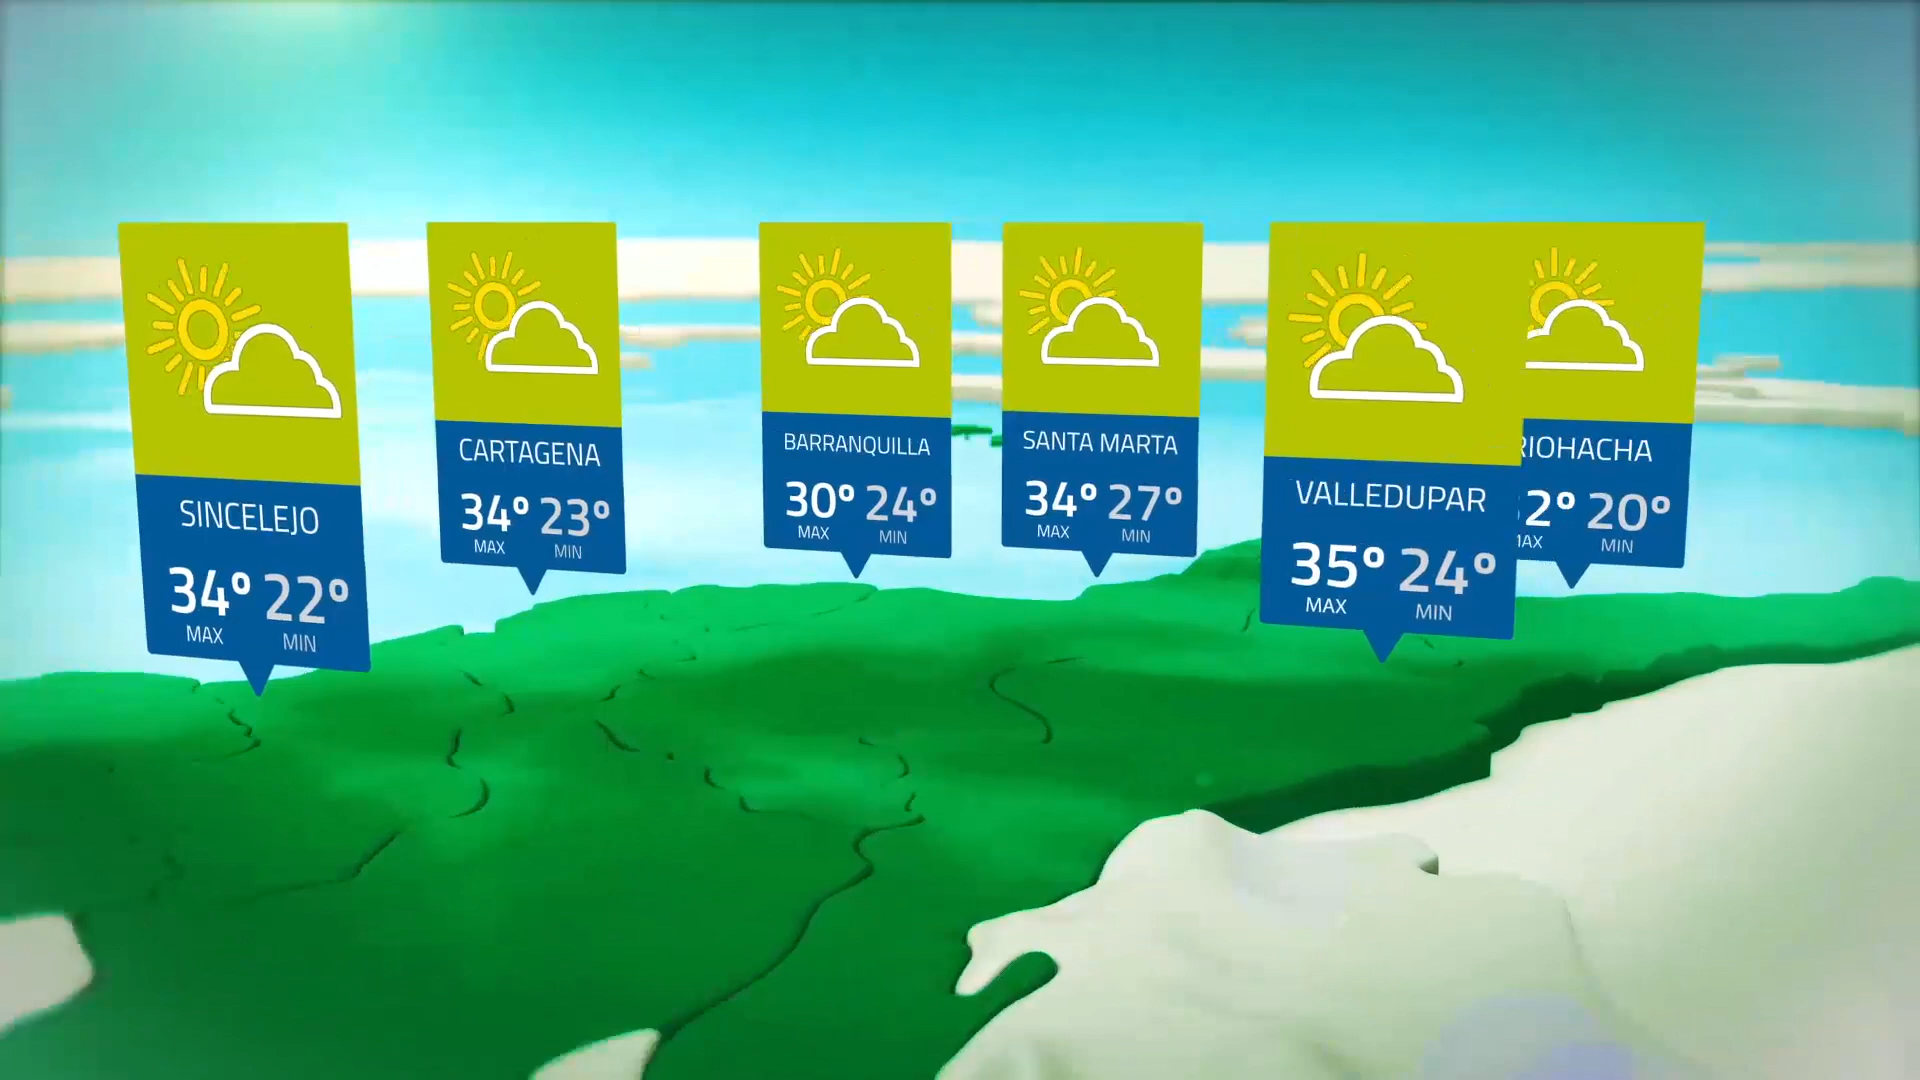 SINCELEJO
34° 22°
MAX MIN
CARTAGENA
34° 23°
MAX MIN
BARRANQUILLA
30° 24°
MAX MIN
SANTA MARTA
34° 27°
MAX MIN
VALLEDUPAR
35° 24°
MAX MIN
RIOHACHA
20°
MIN